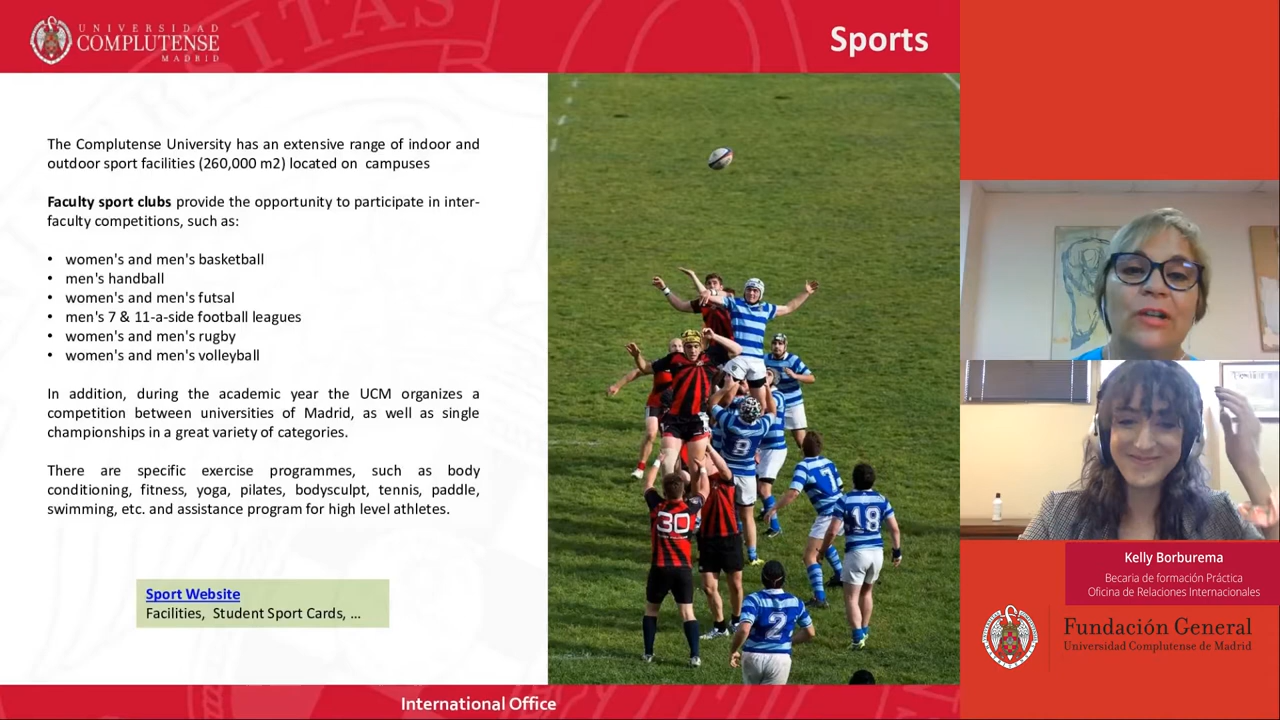 UNIVERSIDAD
COMPLUTENSE
MADRID
Sports
The Complutense University has an extensive range of indoor and
outdoor sport facilities (260,000 m2) located on campuses
Faculty sport clubs provide the opportunity to participate in inter-
faculty competitions, such as:
• women's and men's basketball
• men's handball
• women's and men's futsal
• men's 7 & 11-a-side football leagues
• women's and men's rugby
• women's and men's volleyball
In addition, during the academic year the UCM organizes a
competition between universities of Madrid, as well as single
championships in a great variety of categories.
There are specific exercise programmes, such as body
conditioning, fitness, yoga, pilates, bodysculpt, tennis, paddle,
swimming, etc. and assistance program for high level athletes.
Sport Website
Facilities, Student Sport Cards, ...
8
7
18
30
2
International Office
Kelly Borburema
Becaria de formación Práctica
Oficina de Relaciones Internacionales
Fundación General
Universidad Complutense de Madrid